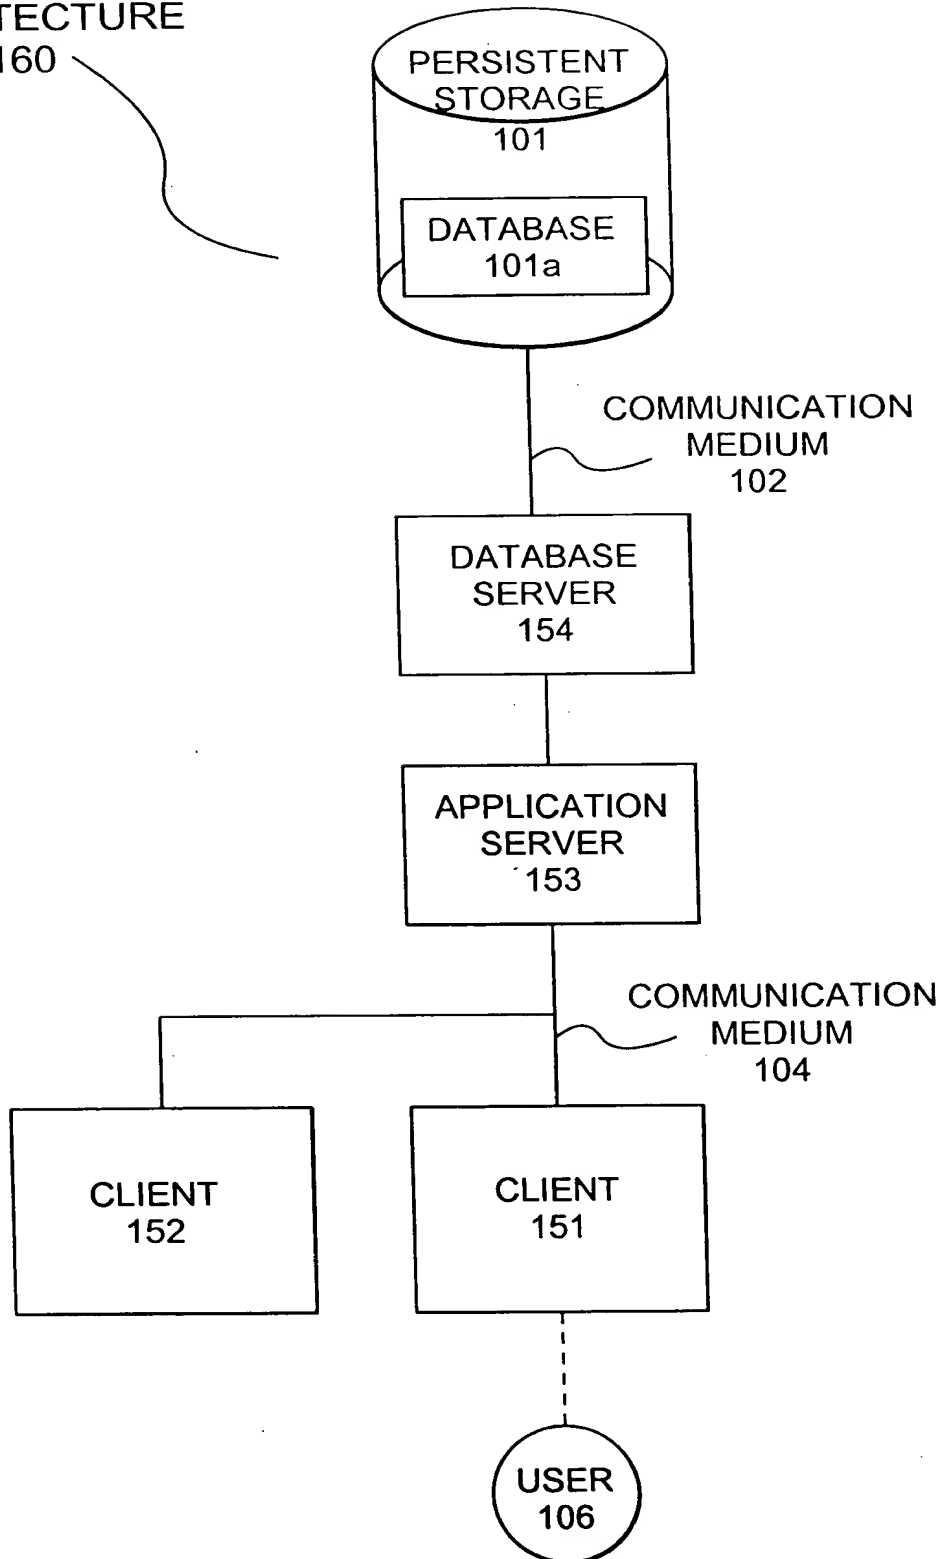 TECTURE
160
PERSISTENT
STORAGE
101
DATABASE
101a
COMMUNICATION
MEDIUM
102
DATABASE
SERVER
154
APPLICATION
SERVER
153
COMMUNICATION
MEDIUM
104
CLIENT
152
CLIENT
151
USER
106